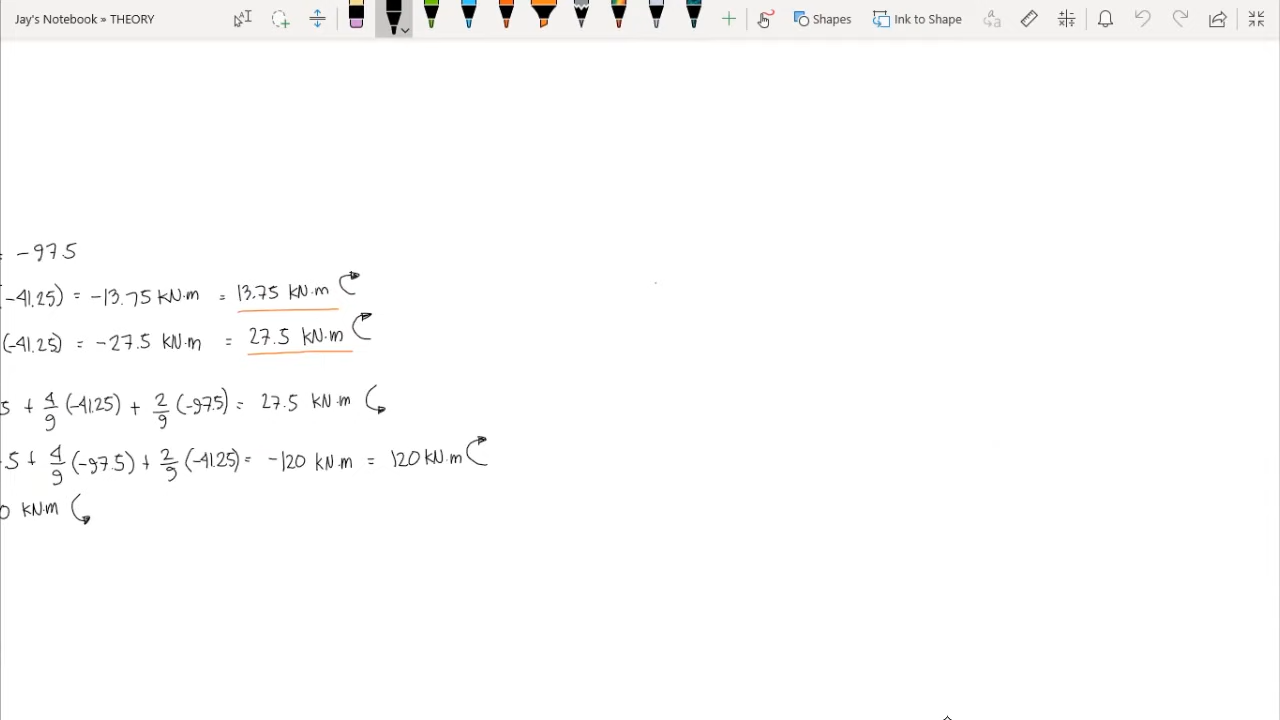 Jay's Notebook » THEORY
Shapes
Ink to Shape
= -97.5
(-41.25) = -13.75 kN·m = 13.75 kN·m
(-41.25) = -27.5 kN·m = 27.5 kN·m
5 + 4/9 (-41.25) + 2/9 (-97.5) = 27.5 kN·m
.5 + 4/9 (-97.5) + 2/9 (-41.25) = -120 kN·m = 120 kN·m
0 kN·m